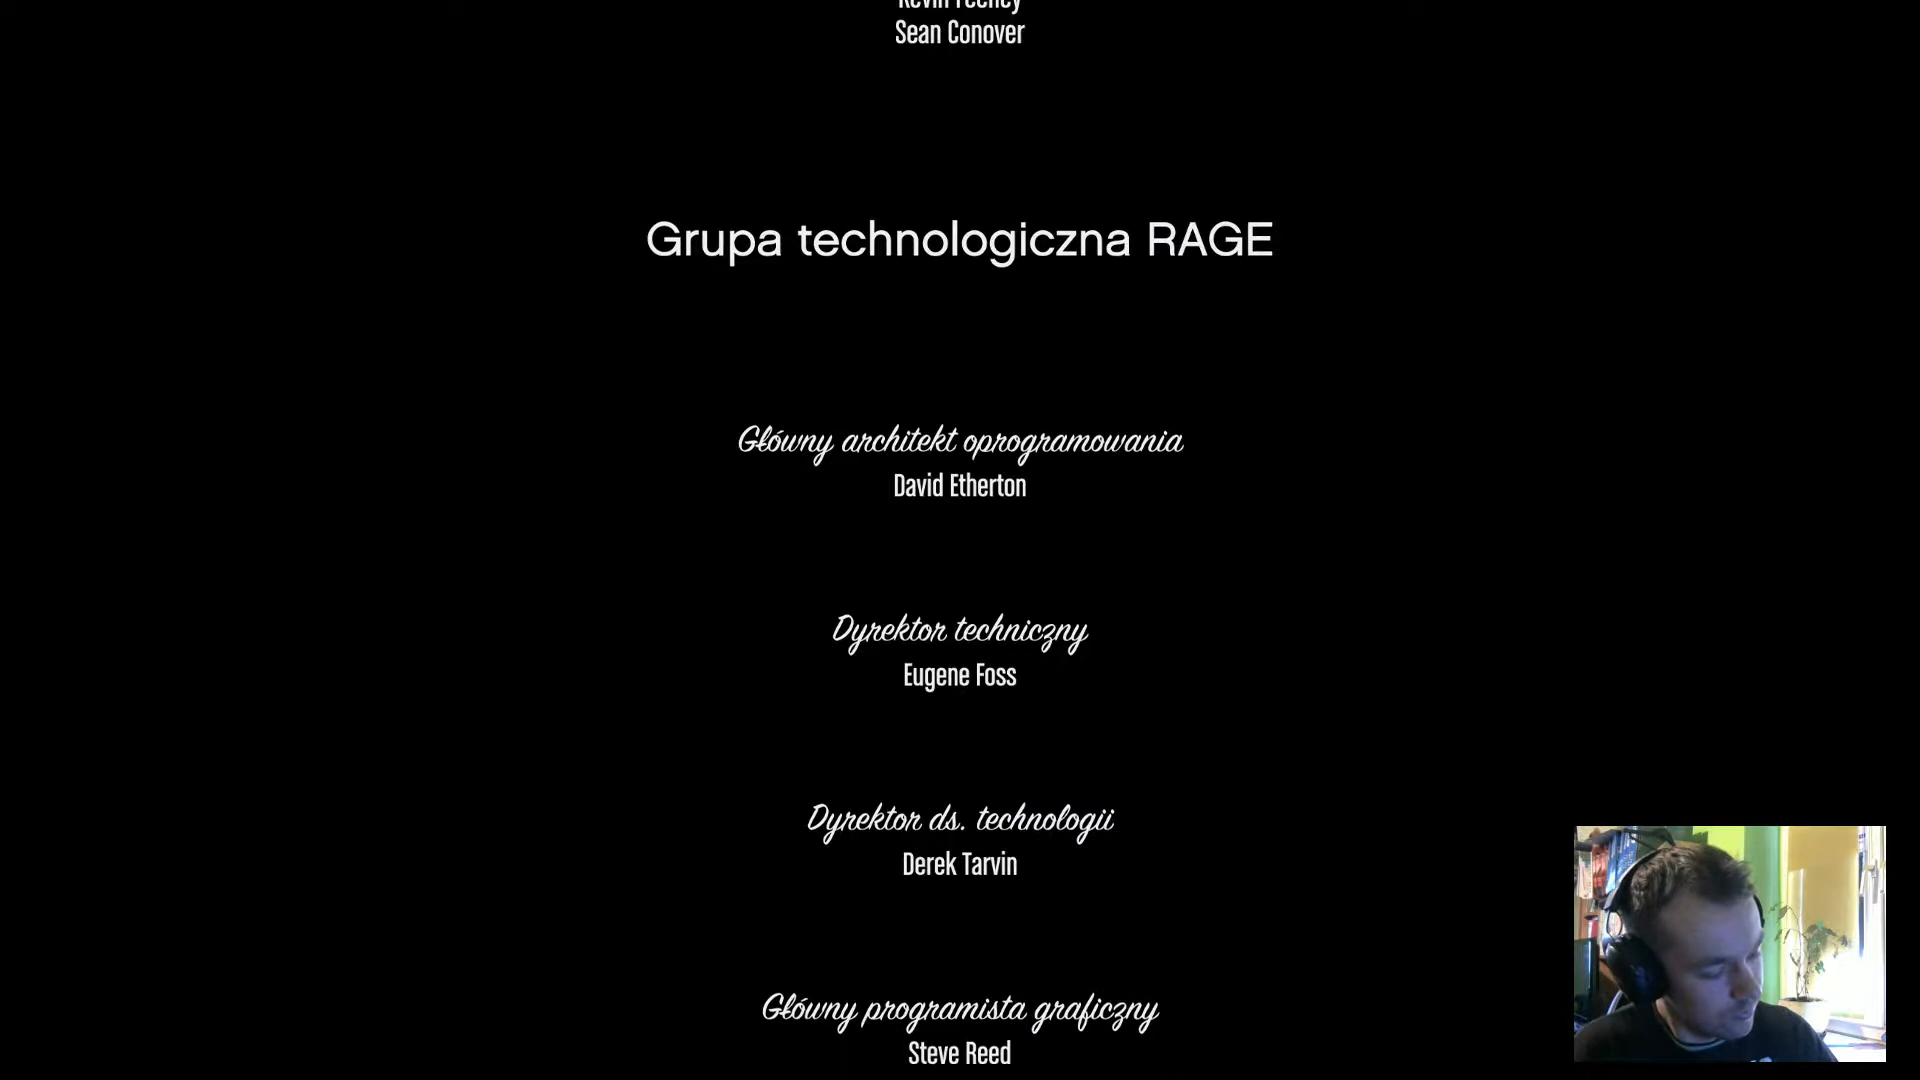 Sean Conover
Grupa technologiczna RAGE
Główny architekt oprogramowania
David Etherton
Dyrektor techniczny
Eugene Foss
Dyrektor ds. technologii
Derek Tarvin
Główny programista graficzny
Steve Reed